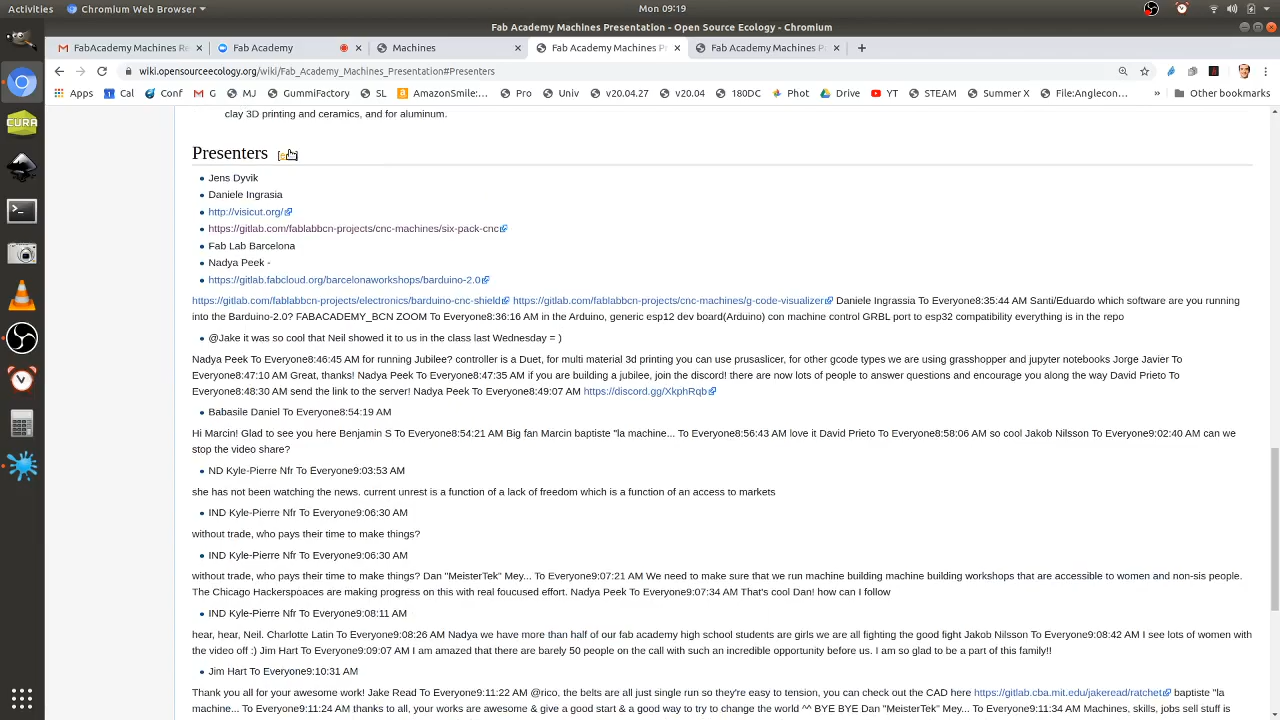 Activities
Chromium Web Browser
Mon 09:19
Fab Academy Machines Presentation - Open Source Ecology - Chromium
FabAcademy Machines Re
Fab Academy
Machines
Fab Academy Machines P
Fab Academy Machines P
wiki.opensourceecology.org/wiki/Fab_Academy_Machines_Presentation#Presenters
Apps
Cal
Conf
G
MJ
GummiFactory
SL
AmazonSmile:...
Pro
Univ
v20.04.27
v20.04
180DC
Phot
Drive
YT
STEAM
Summer X
File:Anglecon...
»
Other bookmarks
clay 3D printing and ceramics, and for aluminum.
Presenters
Jens Dyvik
Daniele Ingrasia
http://visicut.org/
https://gitlab.com/fablabbcn-projects/cnc-machines/six-pack-cnc
Fab Lab Barcelona
Nadya Peek -
https://gitlab.fabcloud.org/barcelonaworkshops/barduino-2.0
https://gitlab.com/fablabbcn-projects/electronics/barduino-cnc-shield https://gitlab.com/fablabbcn-projects/cnc-machines/g-code-visualizer Daniele Ingrassia To Everyone8:35:44 AM Santi/Eduardo which software are you running
into the Barduino-2.0? FABACADEMY_BCN ZOOM To Everyone8:36:16 AM in the Arduino, generic esp12 dev board(Arduino) con machine control GRBL port to esp32 compatibility everything is in the repo
@Jake it was so cool that Neil showed it to us in the class last Wednesday = )
Nadya Peek To Everyone8:46:45 AM for running Jubilee? controller is a Duet, for multi material 3d printing you can use prusaslicer, for other gcode types we are using grasshopper and jupyter notebooks Jorge Javier To
Everyone8:47:10 AM Great, thanks! Nadya Peek To Everyone8:47:35 AM if you are building a jubilee, join the discord! there are now lots of people to answer questions and encourage you along the way David Prieto To
Everyone8:48:30 AM send the link to the server! Nadya Peek To Everyone8:49:07 AM https://discord.gg/XkphRqb
Babasile Daniel To Everyone8:54:19 AM
Hi Marcin! Glad to see you here Benjamin S To Everyone8:54:21 AM Big fan Marcin baptiste "la machine... To Everyone8:56:43 AM love it David Prieto To Everyone8:58:06 AM so cool Jakob Nilsson To Everyone9:02:40 AM can we
stop the video share?
ND Kyle-Pierre Nfr To Everyone9:03:53 AM
she has not been watching the news. current unrest is a function of a lack of freedom which is a function of an access to markets
IND Kyle-Pierre Nfr To Everyone9:06:30 AM
without trade, who pays their time to make things?
IND Kyle-Pierre Nfr To Everyone9:06:30 AM
without trade, who pays their time to make things? Dan "MeisterTek" Mey... To Everyone9:07:21 AM We need to make sure that we run machine building machine building workshops that are accessible to women and non-sis people.
The Chicago Hackerspoaces are making progress on this with real foucused effort. Nadya Peek To Everyone9:07:34 AM That's cool Dan! how can I follow
IND Kyle-Pierre Nfr To Everyone9:08:11 AM
hear, hear, Neil. Charlotte Latin To Everyone9:08:26 AM Nadya we have more than half of our fab academy high school students are girls we are all fighting the good fight Jakob Nilsson To Everyone9:08:42 AM I see lots of women with
the video off :) Jim Hart To Everyone9:09:07 AM I am amazed that there are barely 50 people on the call with such an incredible opportunity before us. I am so glad to be a part of this family!!
Jim Hart To Everyone9:10:31 AM
Thank you all for your awesome work! Jake Read To Everyone9:11:22 AM @rico, the belts are all just single run so they're easy to tension, you can check out the CAD here https://gitlab.cba.mit.edu/jakeread/ratchet baptiste "la
machine... To Everyone9:11:24 AM thanks to all, your works are awesome & give a good start & a good way to try to change the world ^^ BYE BYE Dan "MeisterTek" Mey... To Everyone9:11:34 AM Machines, skills, jobs sell stuff is